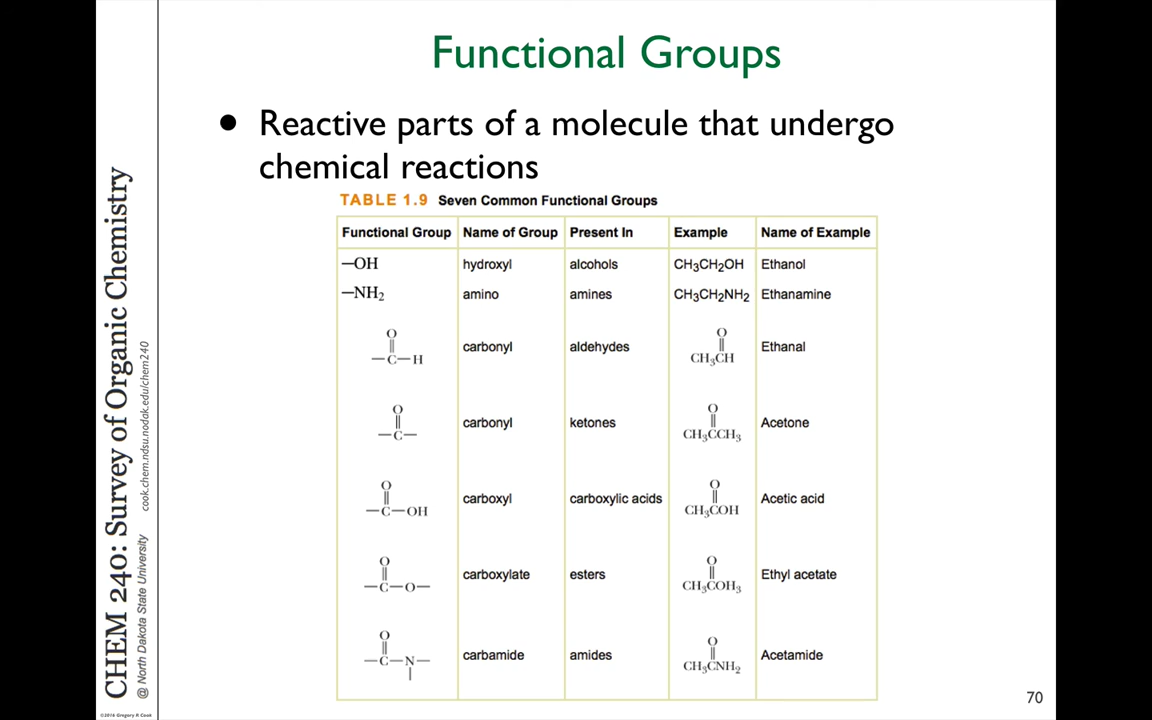 Functional Groups
• Reactive parts of a molecule that undergo
chemical reactions
TABLE 1.9 Seven Common Functional Groups
Functional Group Name of Group Present In Example Name of Example
—OH hydroxyl alcohols CH₃CH₂OH Ethanol
—NH₂ amino amines CH₃CH₂NH₂ Ethanamine
O O
‖ carbonyl aldehydes ‖ Ethanal
—C—H CH₃CH
O O
‖ carbonyl ketones ‖ Acetone
—C— CH₃CCH₃
O O
‖ carboxyl carboxylic acids ‖ Acetic acid
—C—OH CH₃COH
O O
‖ carboxylate esters ‖ Ethyl acetate
—C—O— CH₃COH₃
O O
‖ carbamide amides ‖ Acetamide
—C—N— CH₃CNH₂
|
CHEM 240: Survey of Organic Chemistry
@ North Dakota State University cook.chem.ndsu.nodak.edu/chem240
©2016 Gregory R Cook
70